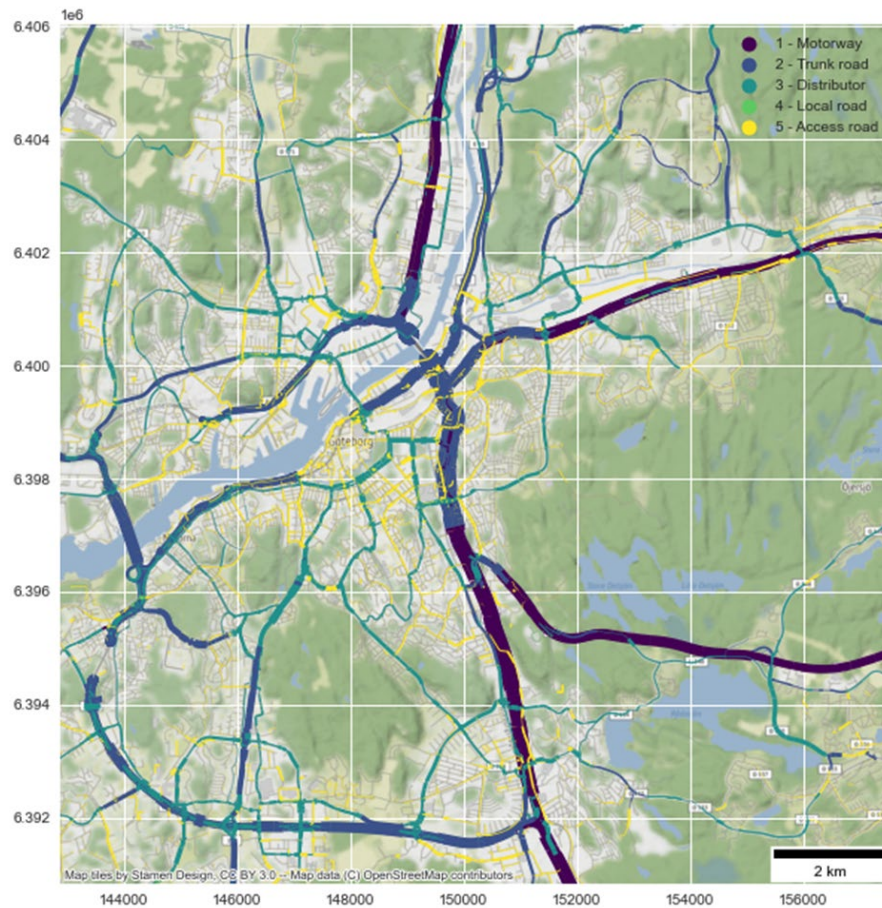 1e6
6.406
6.404
6.402
6.400
6.398
6.396
6.394
6.392
1 - Motorway
2 - Trunk road
3 - Distributor
4 - Local road
5 - Access road
Göteborg
2 km
Map tiles by Stamen Design, CC BY 3.0 -- Map data (C) OpenStreetMap contributors
144000
146000
148000
150000
152000
154000
156000